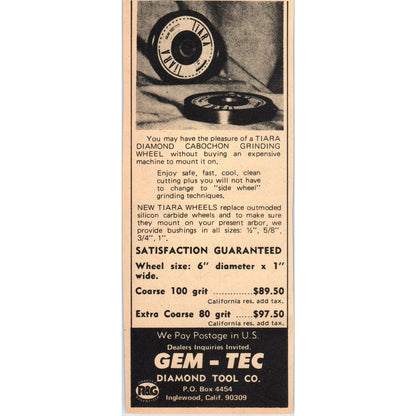 TIARA
TIARA
TIARA
You may have the pleasure of a TIARA
DIAMOND CABOCHON GRINDING
WHEEL without buying an expensive
machine to mount it on.
Enjoy safe, fast, cool, clean
cutting plus you will not have
to change to "side wheel"
grinding techniques.
NEW TIARA WHEELS replace outmoded
silicon carbide wheels and to make sure
they mount on your present arbor, we
provide bushings in all sizes: ½", 5/8",
3/4", 1".
SATISFACTION GUARANTEED
Wheel size: 6" diameter x 1"
wide.
Coarse 100 grit ........$89.50
California res. add tax.
Extra Coarse 80 grit ....$97.50
California res. add tax.
We Pay Postage in U.S.
Dealers Inquiries Invited.
GEM - TEC
DIAMOND TOOL CO.
P.O. Box 4454
Inglewood, Calif. 90309
R&G